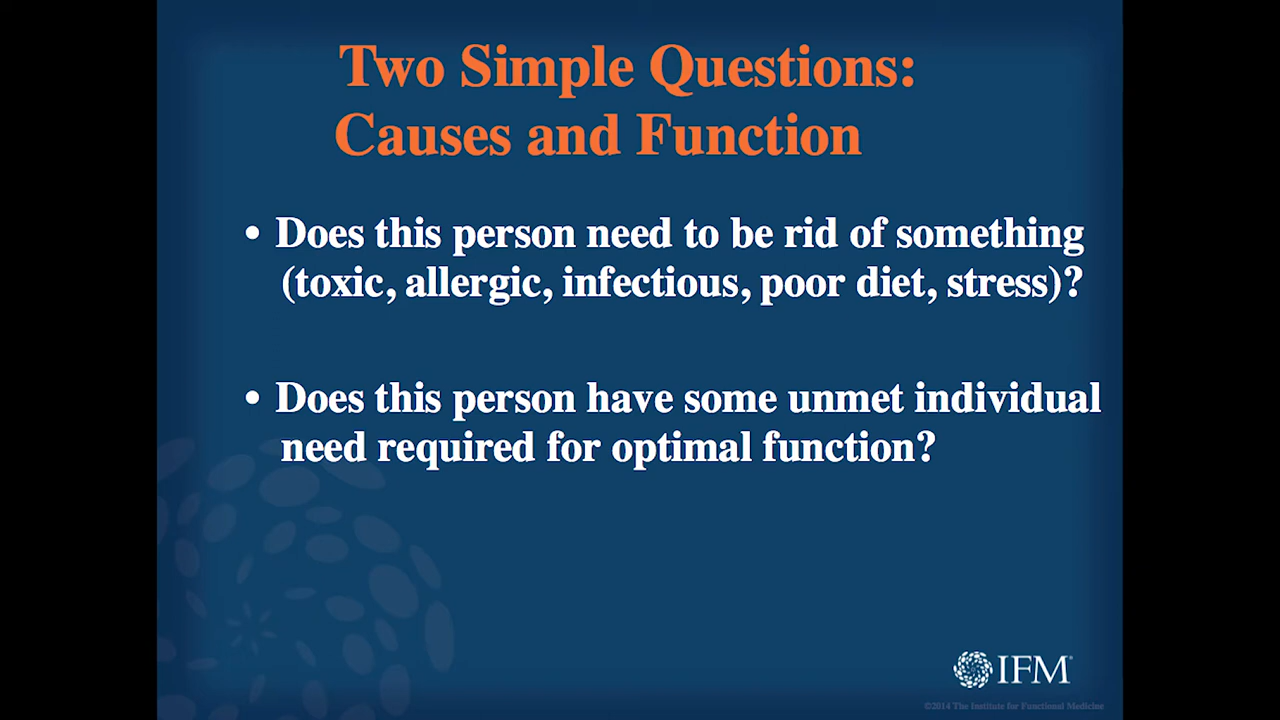 Two Simple Questions:
Causes and Function
• Does this person need to be rid of something
(toxic, allergic, infectious, poor diet, stress)?
• Does this person have some unmet individual
need required for optimal function?
IFM®
©2014 The Institute for Functional Medicine